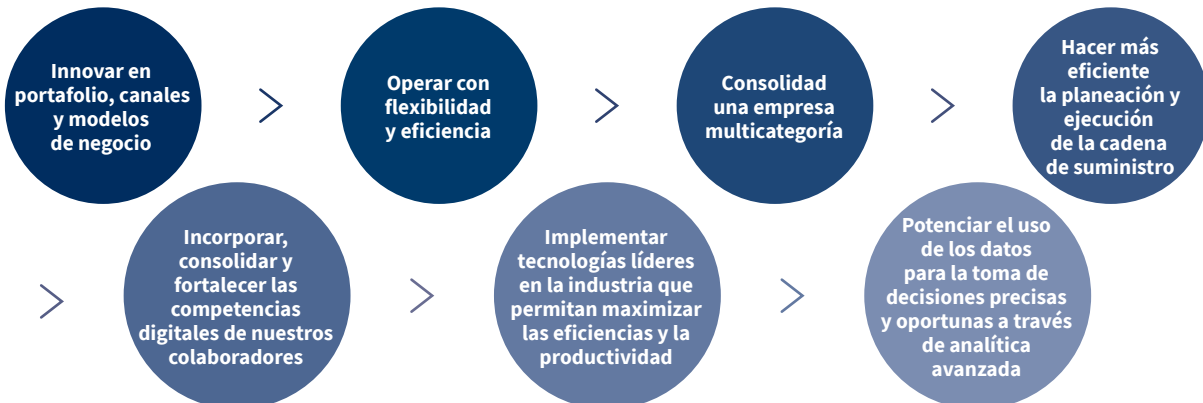 Innovar en
portafolio, canales
y modelos
de negocio
Operar con
flexibilidad
y eficiencia
Consolidad
una empresa
multicategoría
Hacer más
eficiente
la planeación y
ejecución
de la cadena
de suministro
Incorporar,
consolidar y
fortalecer las
competencias
digitales de nuestros
colaboradores
Implementar
tecnologías líderes
en la industria que
permitan maximizar
las eficiencias y la
productividad
Potenciar el uso
de los datos
para la toma de
decisiones precisas
y oportunas a través
de analítica
avanzada